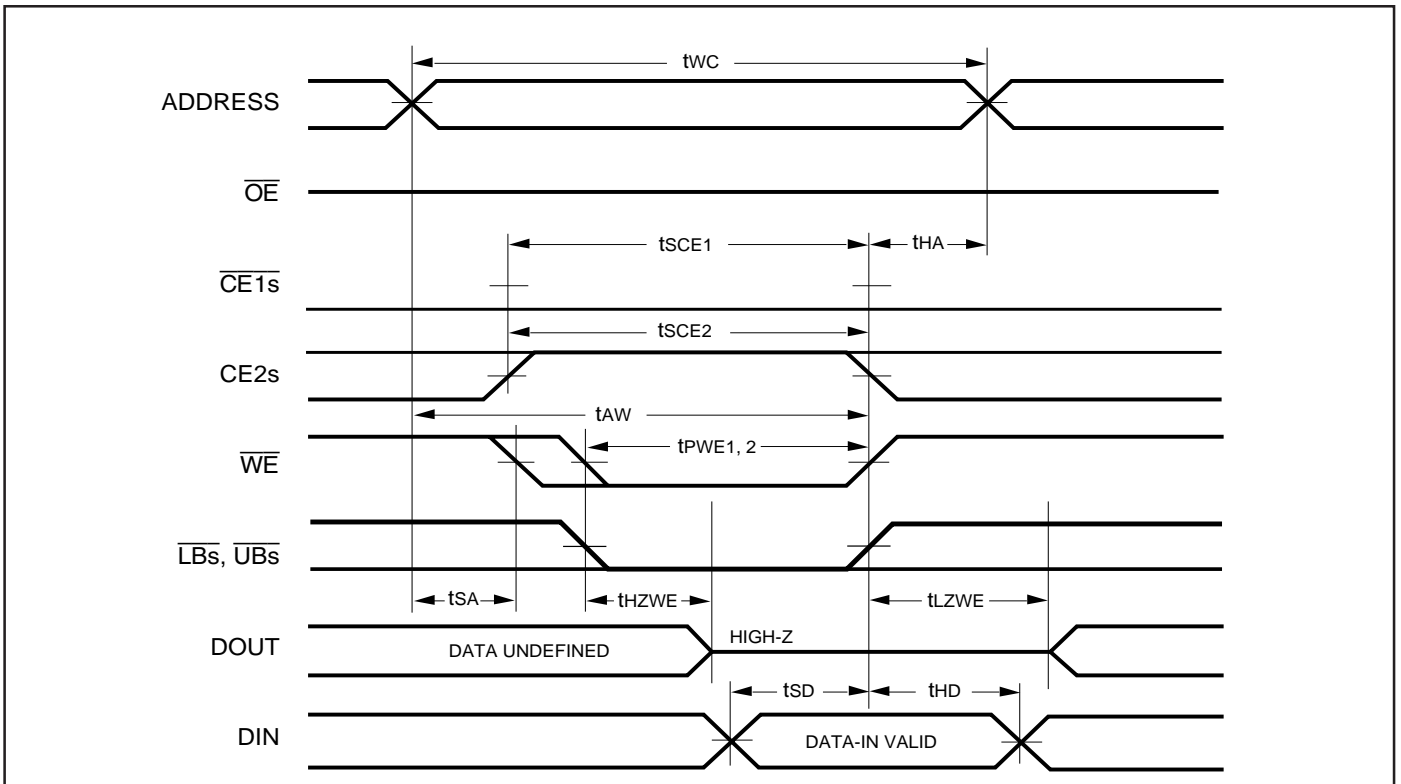 tWC
ADDRESS
OE
tSCE1
tHA
CE1s
tSCE2
CE2s
tAW
tPWE1, 2
WE
LBs, UBs
tSA
tHZWE
tLZWE
DOUT
DATA UNDEFINED
HIGH-Z
tSD
tHD
DIN
DATA-IN VALID